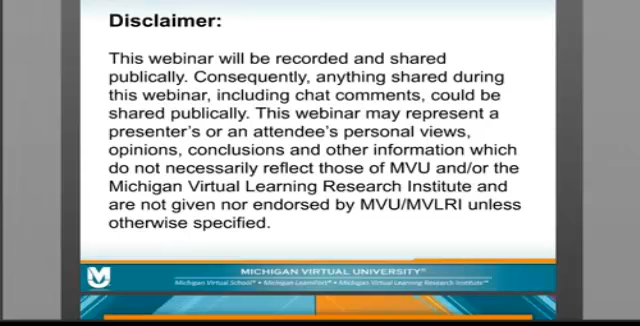 Disclaimer:
This webinar will be recorded and shared
publically. Consequently, anything shared during
this webinar, including chat comments, could be
shared publically. This webinar may represent a
presenter's or an attendee's personal views,
opinions, conclusions and other information which
do not necessarily reflect those of MVU and/or the
Michigan Virtual Learning Research Institute and
are not given nor endorsed by MVU/MVLRI unless
otherwise specified.
MICHIGAN VIRTUAL UNIVERSITY®
Michigan Virtual School® • Michigan LearnPort® • Michigan Virtual Learning Research Institute™